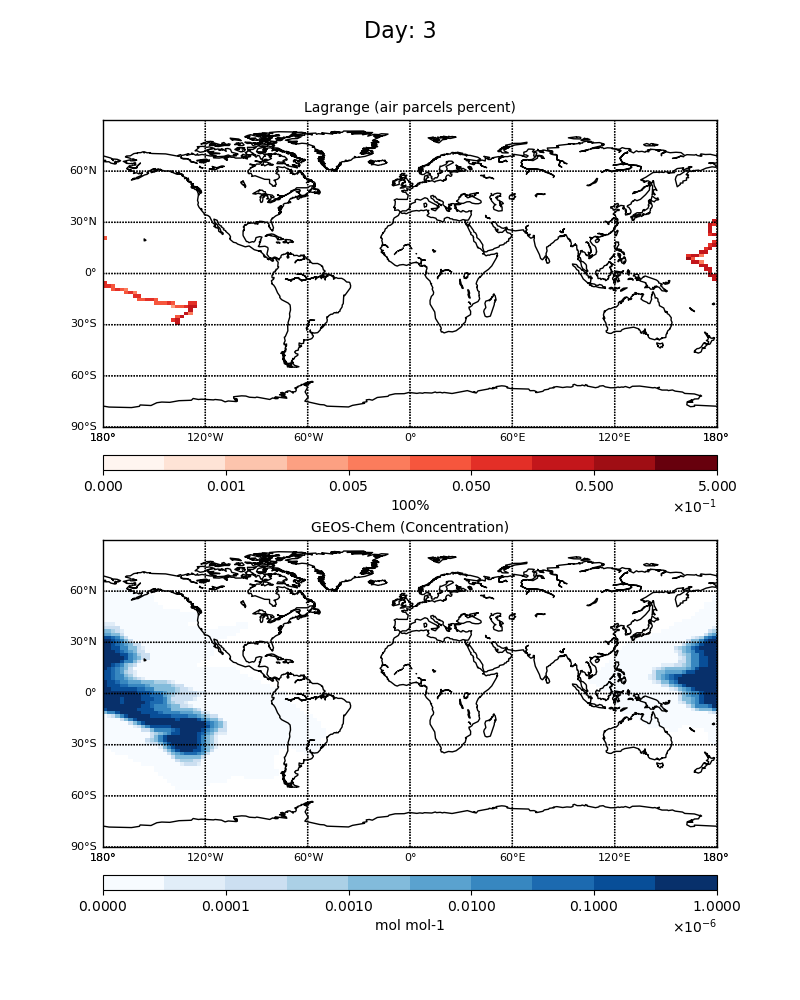 Day: 3
Lagrange (air parcels percent)
60°N
30°N
0°
30°S
60°S
90°S
180° 120°W 60°W 0° 60°E 120°E 180°
0.000 0.001 0.005 0.050 0.500 5.000
100% ×10⁻¹
GEOS-Chem (Concentration)
60°N
30°N
0°
30°S
60°S
90°S
180° 120°W 60°W 0° 60°E 120°E 180°
0.0000 0.0001 0.0010 0.0100 0.1000 1.0000
mol mol-1 ×10⁻⁶